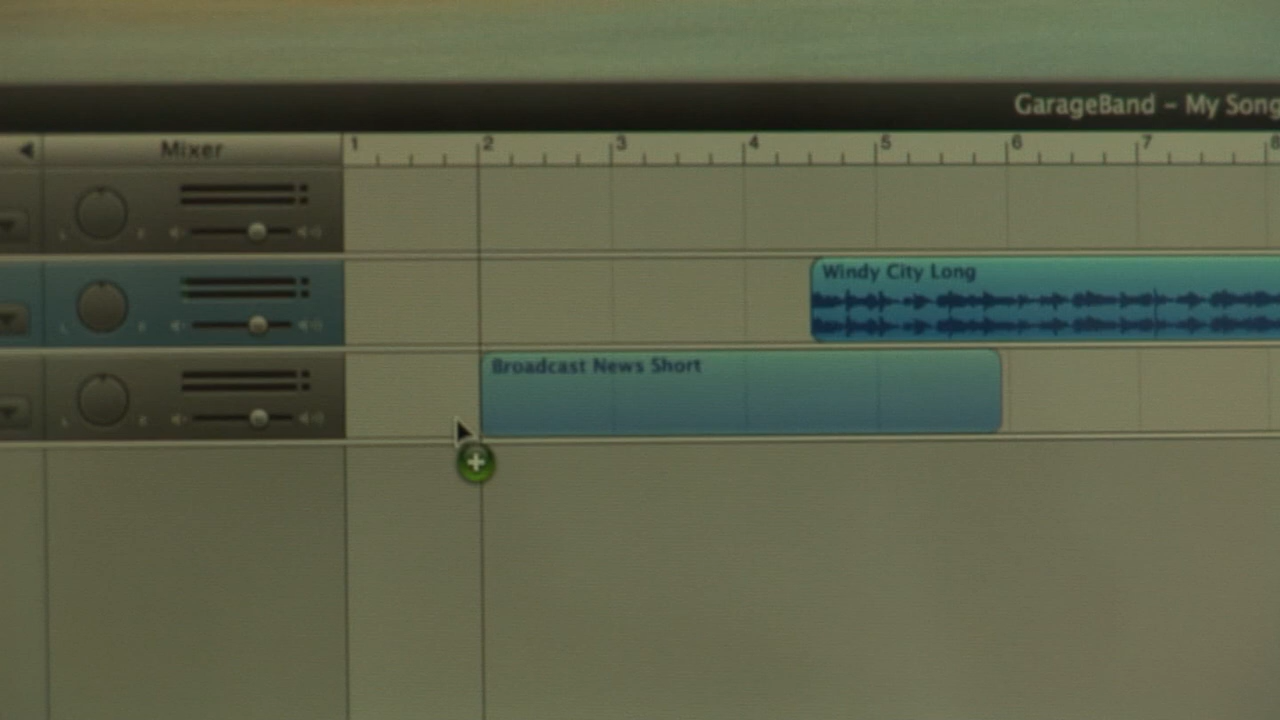 GarageBand - My Song
Mixer
1 2 3 4 5 6 7 8
Windy City Long
Broadcast News Short